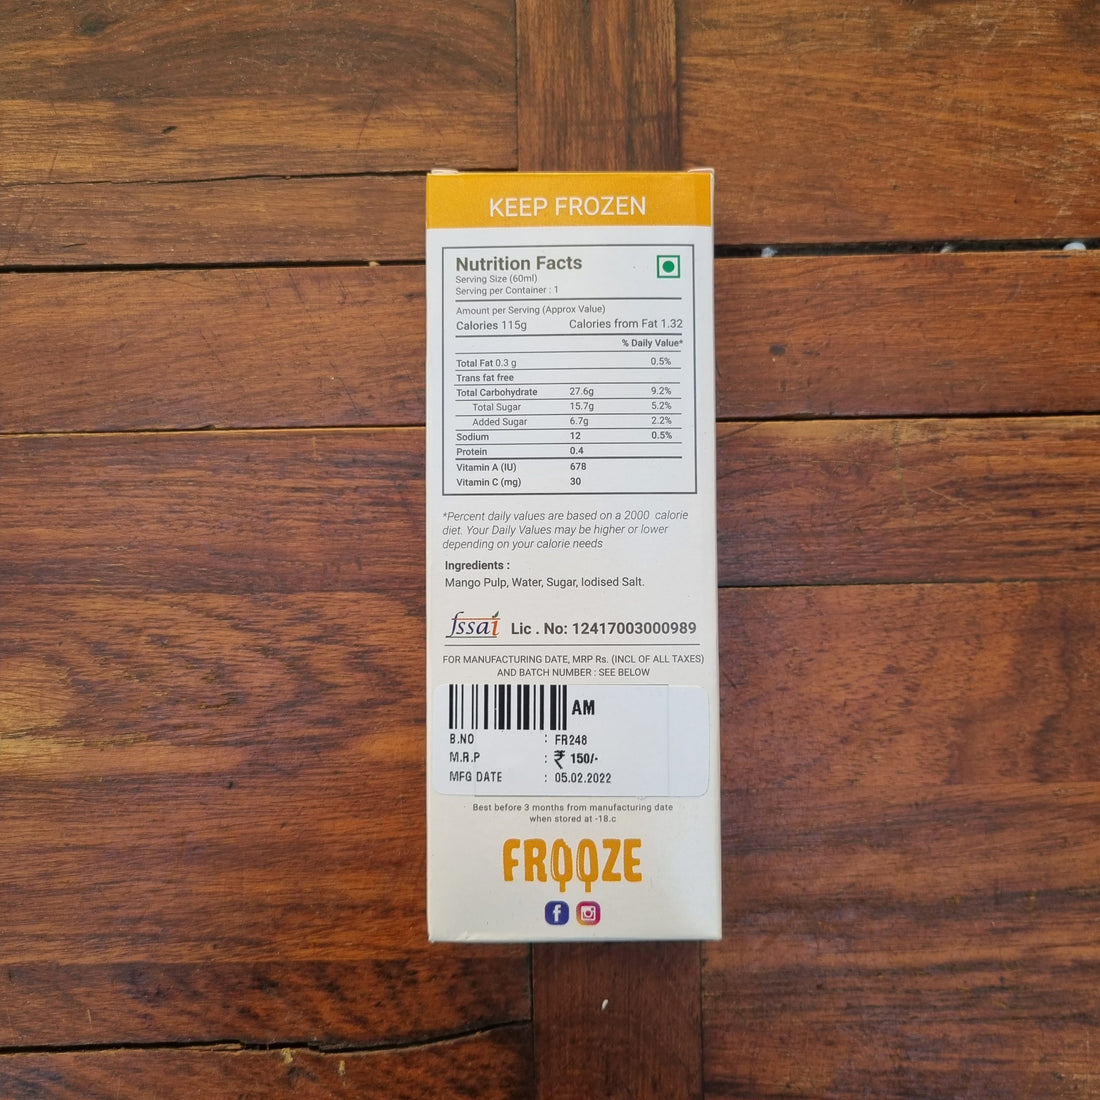 KEEP FROZEN
Nutrition Facts
Serving Size (60ml)
Serving per Container : 1
Amount per Serving (Approx Value)
Calories 115g Calories from Fat 1.32
% Daily Value*
Total Fat 0.3 g 0.5%
Trans fat free
Total Carbohydrate 27.6g 9.2%
Total Sugar 15.7g 5.2%
Added Sugar 6.7g 2.2%
Sodium 12 0.5%
Protein 0.4
Vitamin A (IU) 678
Vitamin C (mg) 30
*Percent daily values are based on a 2000 calorie
diet. Your Daily Values may be higher or lower
depending on your calorie needs
Ingredients :
Mango Pulp, Water, Sugar, Iodised Salt.
fssai Lic . No: 12417003000989
FOR MANUFACTURING DATE, MRP Rs. (INCL OF ALL TAXES)
AND BATCH NUMBER : SEE BELOW
AM
B.NO : FR248
M.R.P : ₹ 150/-
MFG DATE : 05.02.2022
Best before 3 months from manufacturing date
when stored at -18.c
FROOZE